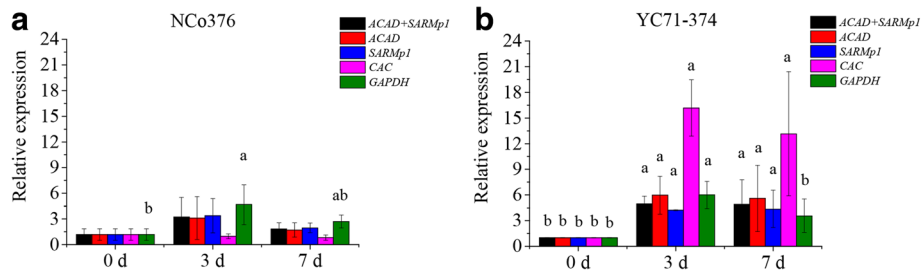 a
NCo376
ACAD+SARMp1
ACAD
SARMp1
CAC
GAPDH
Relative expression
24
21
18
15
12
9
6
3
0
b
a
ab
0 d
3 d
7 d
b
YC71-374
ACAD+SARMp1
ACAD
SARMp1
CAC
GAPDH
Relative expression
24
21
18
15
12
9
6
3
0
b b b b b
a a a a a
a a a a b
0 d
3 d
7 d